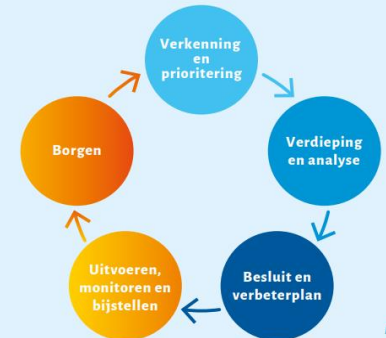 Verkenning
en
prioritering
Verdieping
en analyse
Besluit en
verbeterplan
Uitvoeren,
monitoren en
bijstellen
Borgen